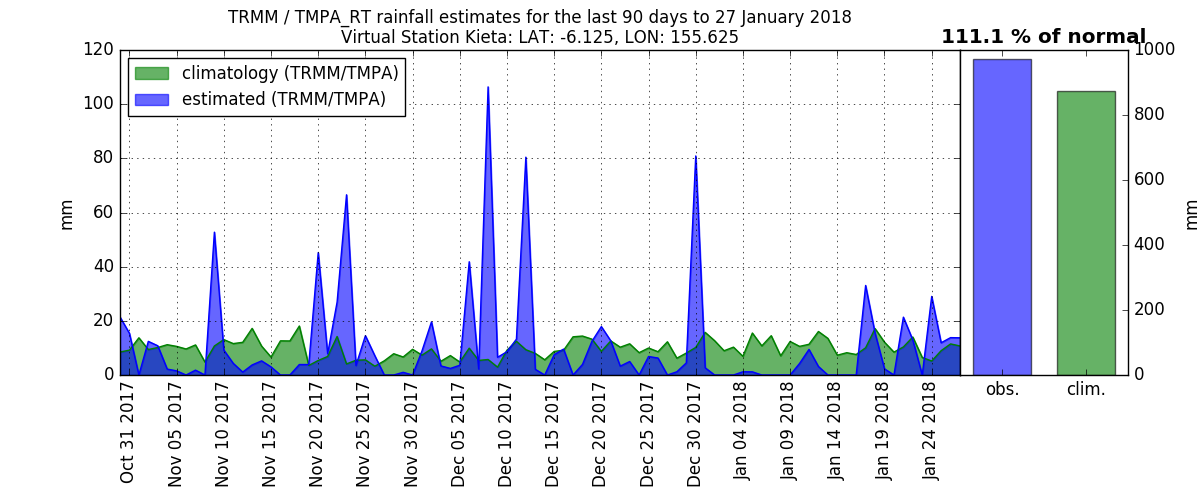 TRMM / TMPA_RT rainfall estimates for the last 90 days to 27 January 2018
Virtual Station Kieta: LAT: -6.125, LON: 155.625
111.1 % of normal
climatology (TRMM/TMPA)
estimated (TRMM/TMPA)
120
100
80
60
40
20
0
mm
Oct 31 2017
Nov 05 2017
Nov 10 2017
Nov 15 2017
Nov 20 2017
Nov 25 2017
Nov 30 2017
Dec 05 2017
Dec 10 2017
Dec 15 2017
Dec 20 2017
Dec 25 2017
Dec 30 2017
Jan 04 2018
Jan 09 2018
Jan 14 2018
Jan 19 2018
Jan 24 2018
1000
800
600
400
200
0
mm
obs.
clim.